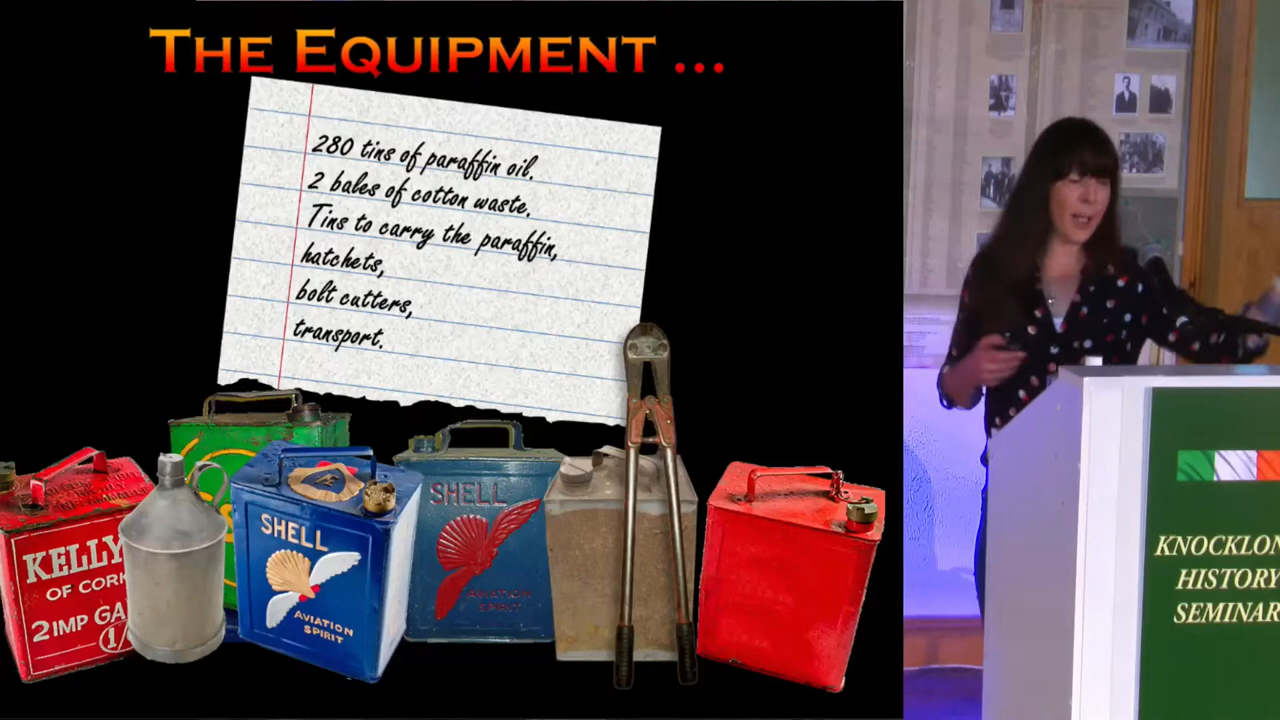 THE EQUIPMENT ...
280 tins of paraffin oil.
2 bales of cotton waste.
Tins to carry the paraffin,
hatchets,
bolt cutters,
transport.
KELLY
OF CORK
2 IMP GA
SHELL
AVIATION
SPIRIT
SHELL
AVIATION
SPIRIT
KNOCKLON
HISTORY
SEMINAR